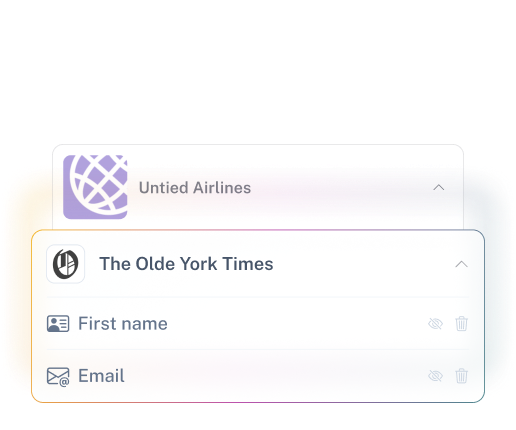 Untied Airlines
The Olde York Times
First name
Email